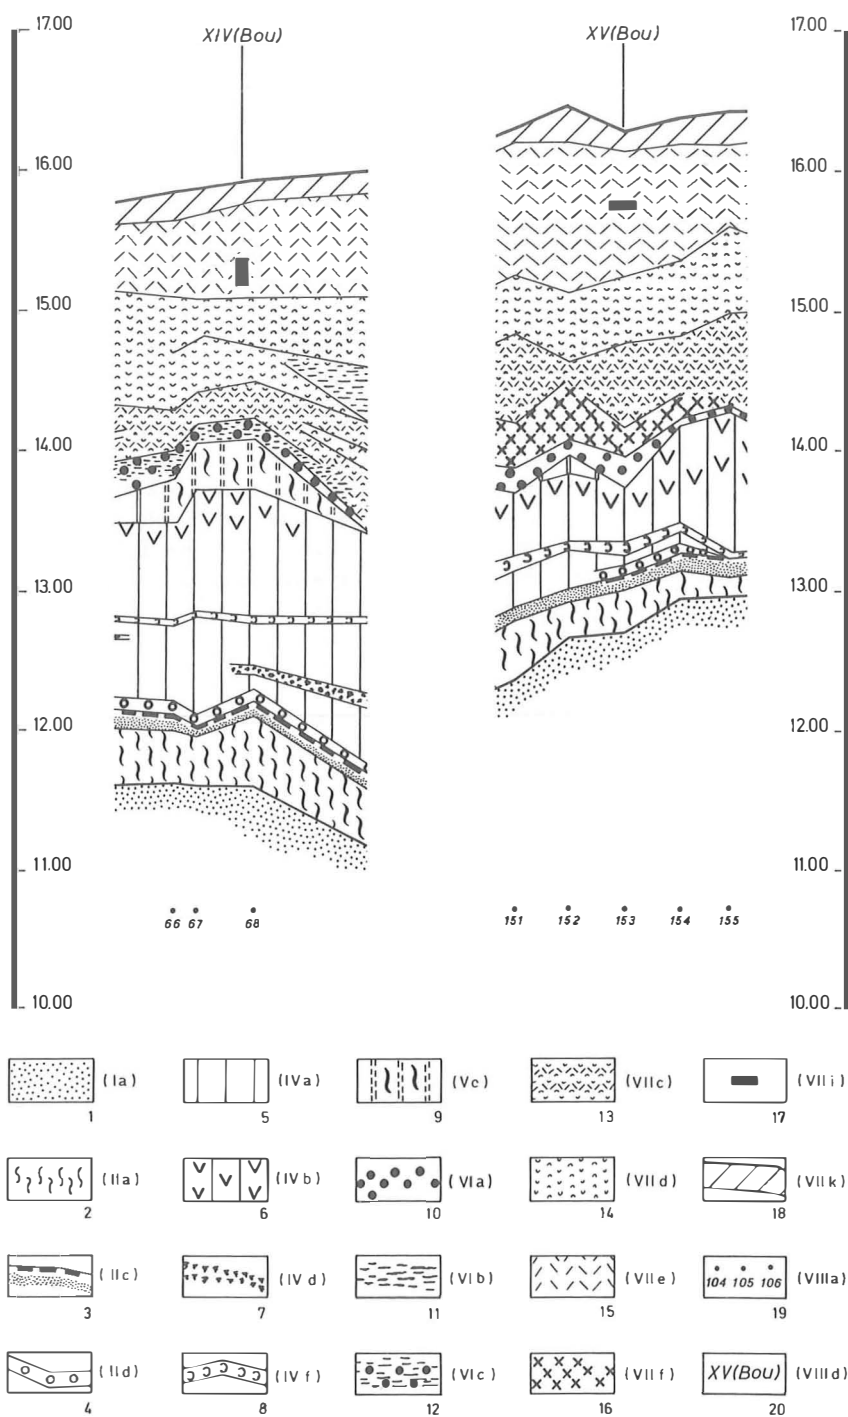 17.00 XIV(Bou) XV(Bou) 17.00
16.00 16.00
15.00 15.00
14.00 14.00
13.00 13.00
12.00 12.00
11.00 11.00
66 67 68 151 152 153 154 155
10.00 10.00
(Ia) (IVa) (Vc) (VIIc) (VIIi)
1 5 9 13 17
(IIa) (IVb) (VIa) (VIId) (VIIk)
2 6 10 14 18
(IIc) (IVd) (VIb) (VIIe) 104 105 106 (VIIIa)
3 7 11 15 19
(IId) (IVf) (VIc) (VIIf) XV(Bou) (VIIId)
4 8 12 16 20